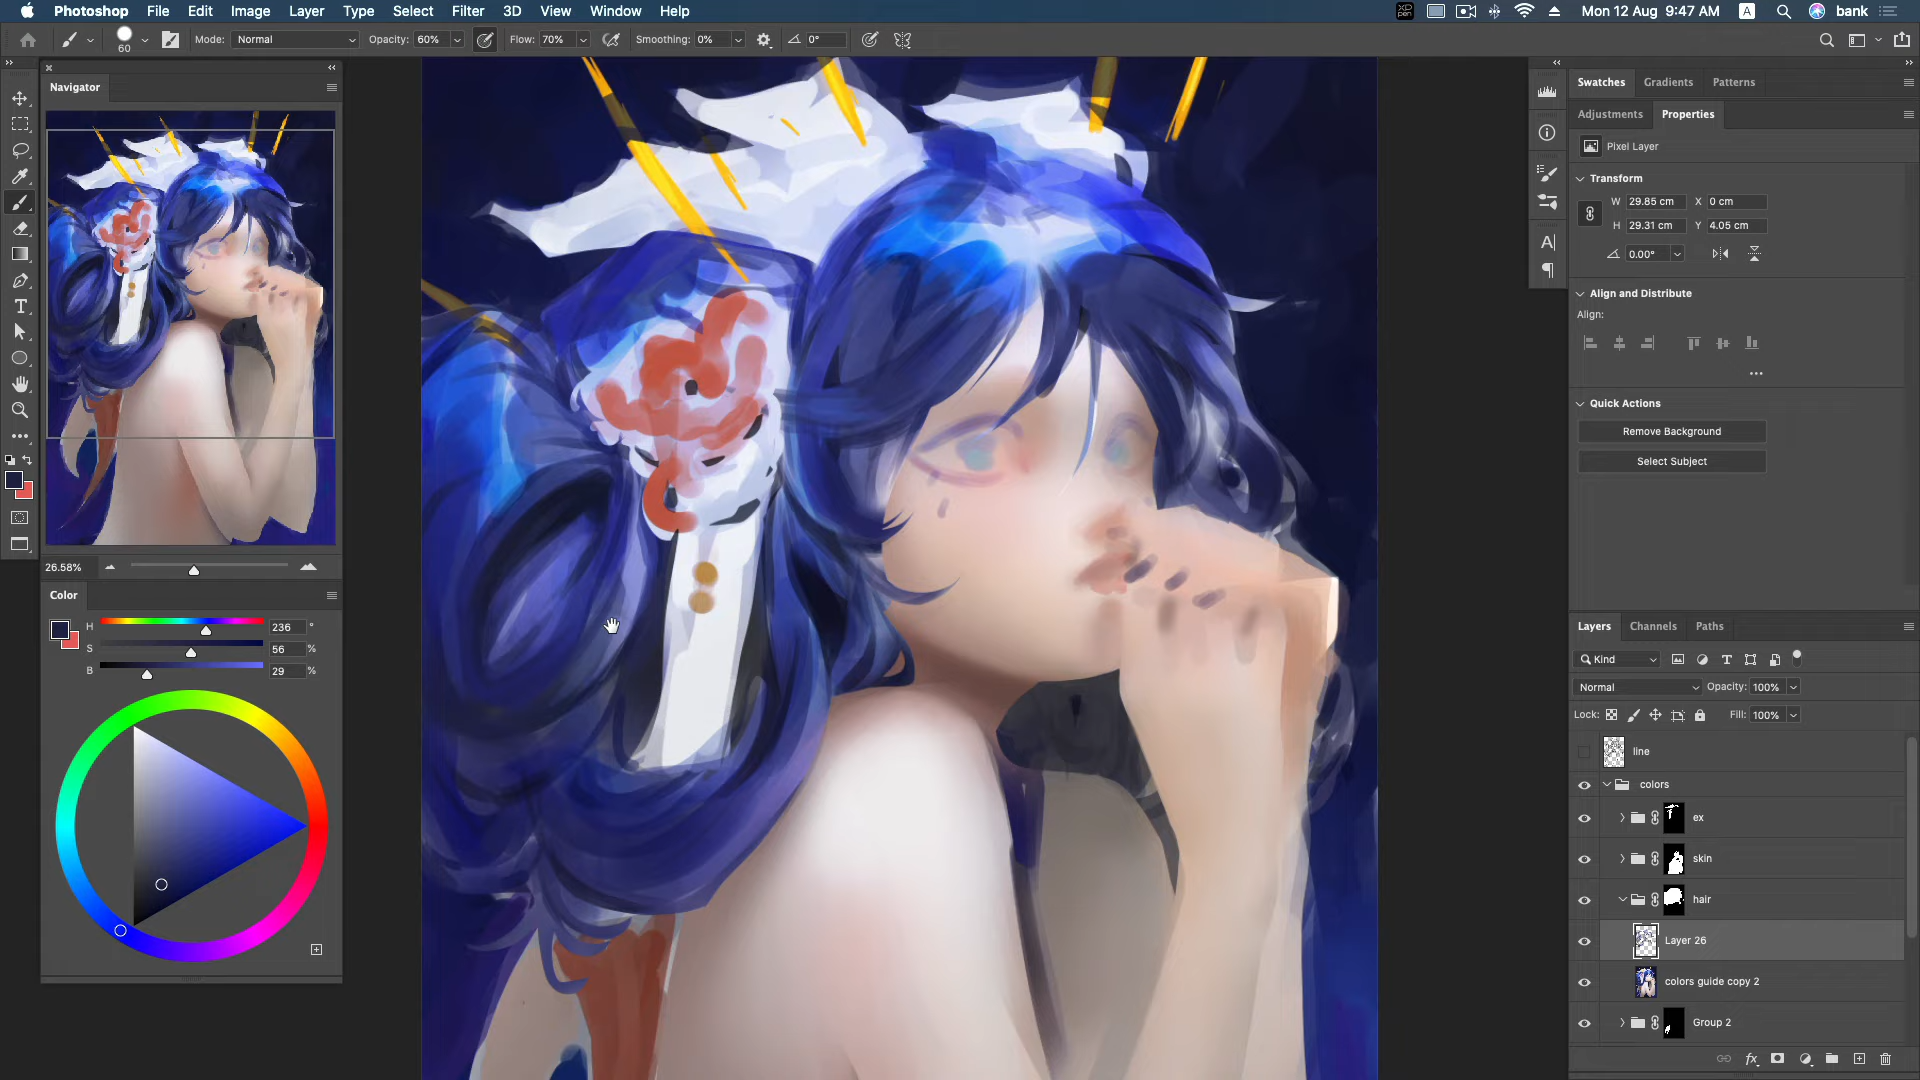 Photoshop File Edit Image Layer Type Select Filter 3D View Window Help
xp pen
Mon 12 Aug 9:47 AM A bank
60 Mode: Normal Opacity: 60% Flow: 70% Smoothing: 0% 0°
Navigator
26.58%
Color
H 236 °
S 56 %
B 29 %
Swatches Gradients Patterns
Adjustments Properties
Pixel Layer
Transform
W 29.85 cm X 0 cm
H 29.31 cm Y 4.05 cm
0.00°
Align and Distribute
Align:
Quick Actions
Remove Background
Select Subject
Layers Channels Paths
Kind
Normal Opacity: 100%
Lock: Fill: 100%
line
colors
ex
skin
hair
Layer 26
colors guide copy 2
Group 2
fx